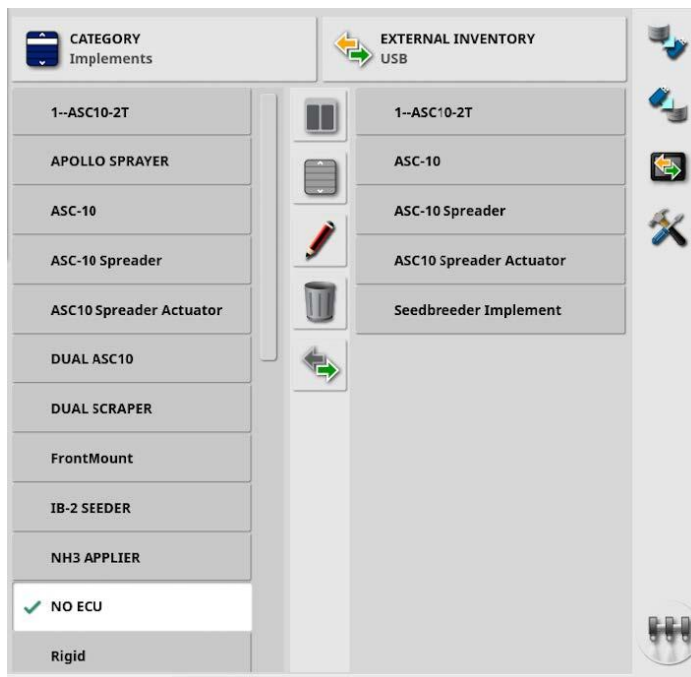 CATEGORY
Implements
EXTERNAL INVENTORY
USB
1--ASC10-2T
APOLLO SPRAYER
ASC-10
ASC-10 Spreader
ASC10 Spreader Actuator
DUAL ASC10
DUAL SCRAPER
FrontMount
IB-2 SEEDER
NH3 APPLIER
NO ECU
Rigid
1--ASC10-2T
ASC-10
ASC-10 Spreader
ASC10 Spreader Actuator
Seedbreeder Implement